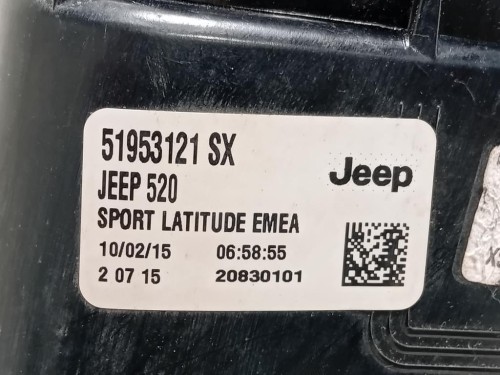 51953121 SX
Jeep
JEEP 520
SPORT LATITUDE EMEA
10/02/15 06:58:55
2 07 15 20830101